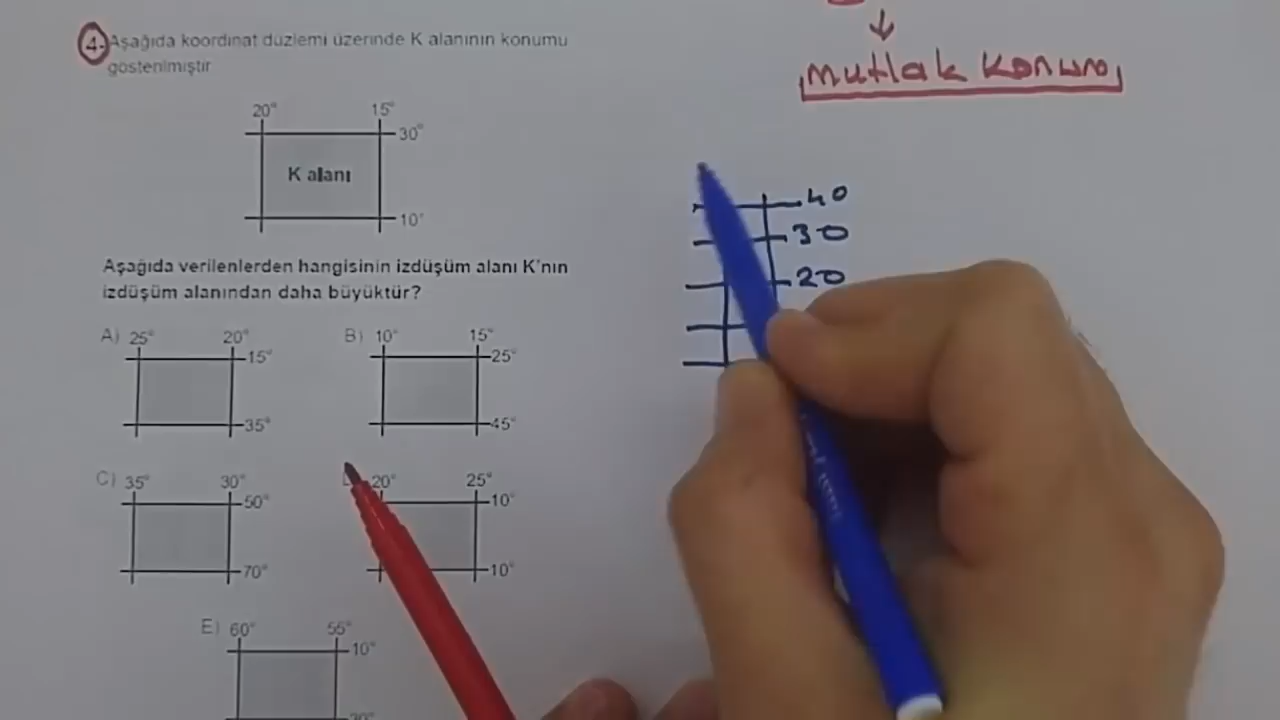 4- Aşağıda koordinat düzlemi üzerinde K alanının konumu
gösterilmiştir
20° 15°
30°
K alanı
10°
Aşağıda verilenlerden hangisinin izdüşüm alanı K'nın
izdüşüm alanından daha büyüktür?
A) 25° 20°
15°
35°
B) 10° 15°
25°
45°
C) 35° 30°
50°
70°
20° 25°
10°
10°
E) 60° 55°
10°
mutlak konum
40
30
20